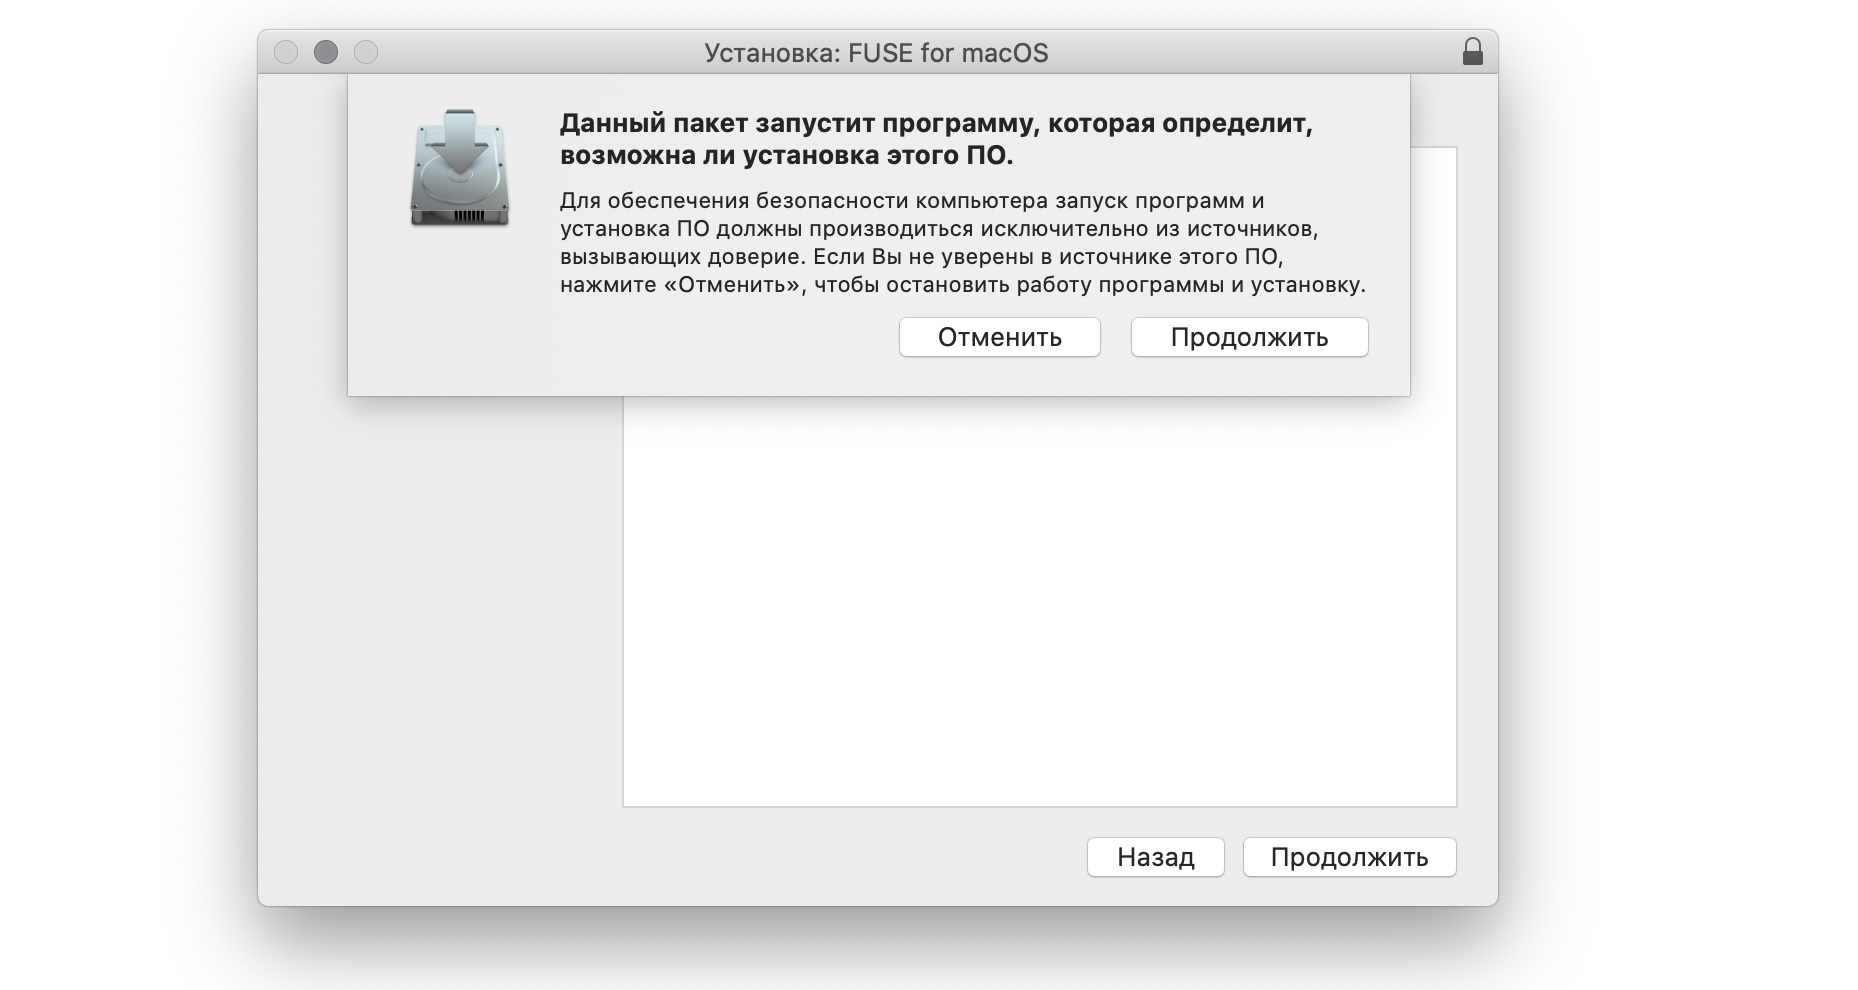 Установка: FUSE for macOS
Данный пакет запустит программу, которая определит,
возможна ли установка этого ПО.
Для обеспечения безопасности компьютера запуск программ и
установка ПО должны производиться исключительно из источников,
вызывающих доверие. Если Вы не уверены в источнике этого ПО,
нажмите «Отменить», чтобы остановить работу программы и установку.
Отменить
Продолжить
Назад
Продолжить